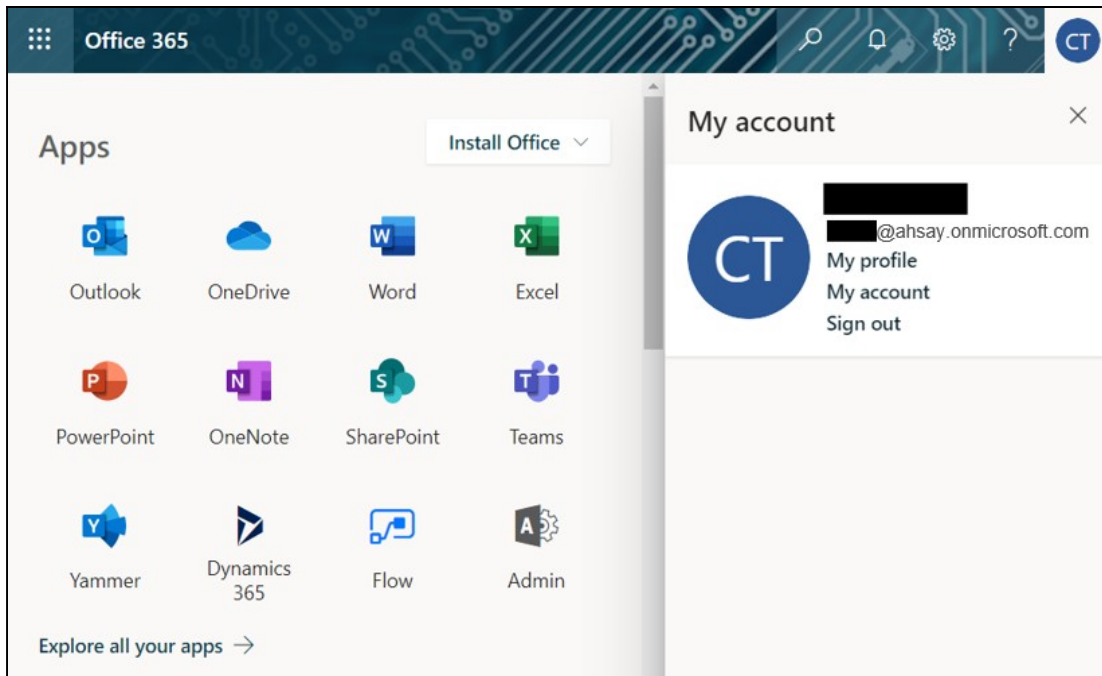 Office 365
?
CT
Apps
Install Office
My account
CT
@ahsay.onmicrosoft.com
My profile
My account
Sign out
O
W
X
Outlook
OneDrive
Word
Excel
P
N
S
T
PowerPoint
OneNote
SharePoint
Teams
Y
A
Yammer
Dynamics
365
Flow
Admin
Explore all your apps →